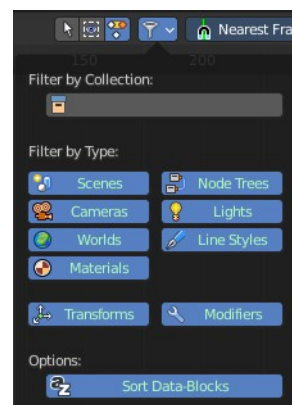 Nearest Fra
150 200
Filter by Collection:
Filter by Type:
Scenes Node Trees
Cameras Lights
Worlds Line Styles
Materials
Transforms Modifiers
Options:
Sort Data-Blocks